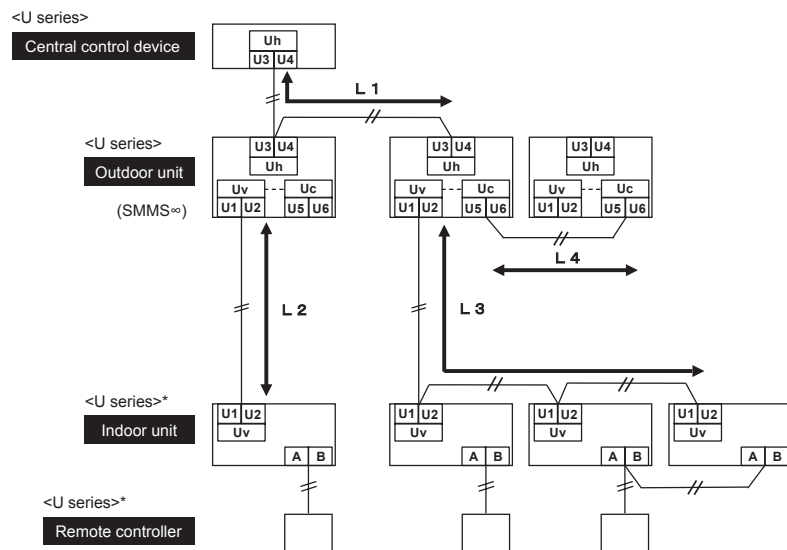 <U series>
Central control device
Uh
U3 U4
L 1
<U series>
Outdoor unit
(SMMS∞)
U3 U4
Uh
Uv Uc
U1 U2 U5 U6
U3 U4
Uh
Uv Uc
U1 U2 U5 U6
U3 U4
Uh
Uv Uc
U1 U2 U5 U6
L 4
L 2
L 3
<U series>*
Indoor unit
U1 U2
Uv
A B
U1 U2
Uv
A B
U1 U2
Uv
A B
U1 U2
Uv
A B
<U series>*
Remote controller